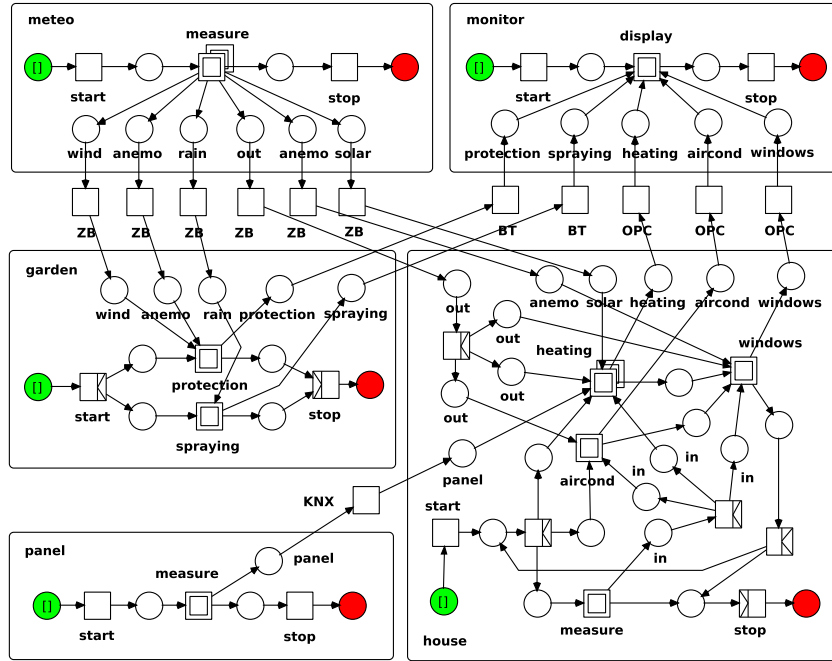 meteo
measure
[]
start
stop
wind
anemo
rain
out
anemo
solar
monitor
display
[]
start
stop
protection
spraying
heating
aircond
windows
ZB
ZB
ZB
ZB
ZB
ZB
BT
BT
OPC
OPC
OPC
garden
wind
anemo
rain
protection
spraying
[]
start
protection
spraying
stop
out
anemo
solar
heating
aircond
windows
out
out
out
heating
windows
panel
aircond
in
in
in
in
start
[]
house
measure
stop
KNX
panel
measure
panel
[]
start
stop